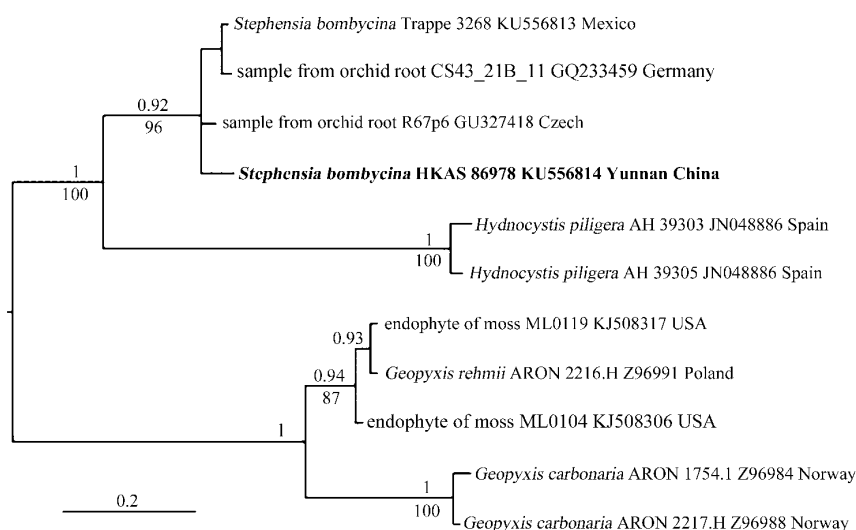 Stephensia bombycina Trappe 3268 KU556813 Mexico
sample from orchid root CS43_21B_11 GQ233459 Germany
0.92
96
sample from orchid root R67p6 GU327418 Czech
Stephensia bombycina HKAS 86978 KU556814 Yunnan China
1
100
1
100
Hydnocystis piligera AH 39303 JN048886 Spain
Hydnocystis piligera AH 39305 JN048886 Spain
endophyte of moss ML0119 KJ508317 USA
0.93
Geopyxis rehmii ARON 2216.H Z96991 Poland
0.94
87
endophyte of moss ML0104 KJ508306 USA
1
Geopyxis carbonaria ARON 1754.1 Z96984 Norway
1
100
0.2
Geopyxis carbonaria ARON 2217.H Z96988 Norway